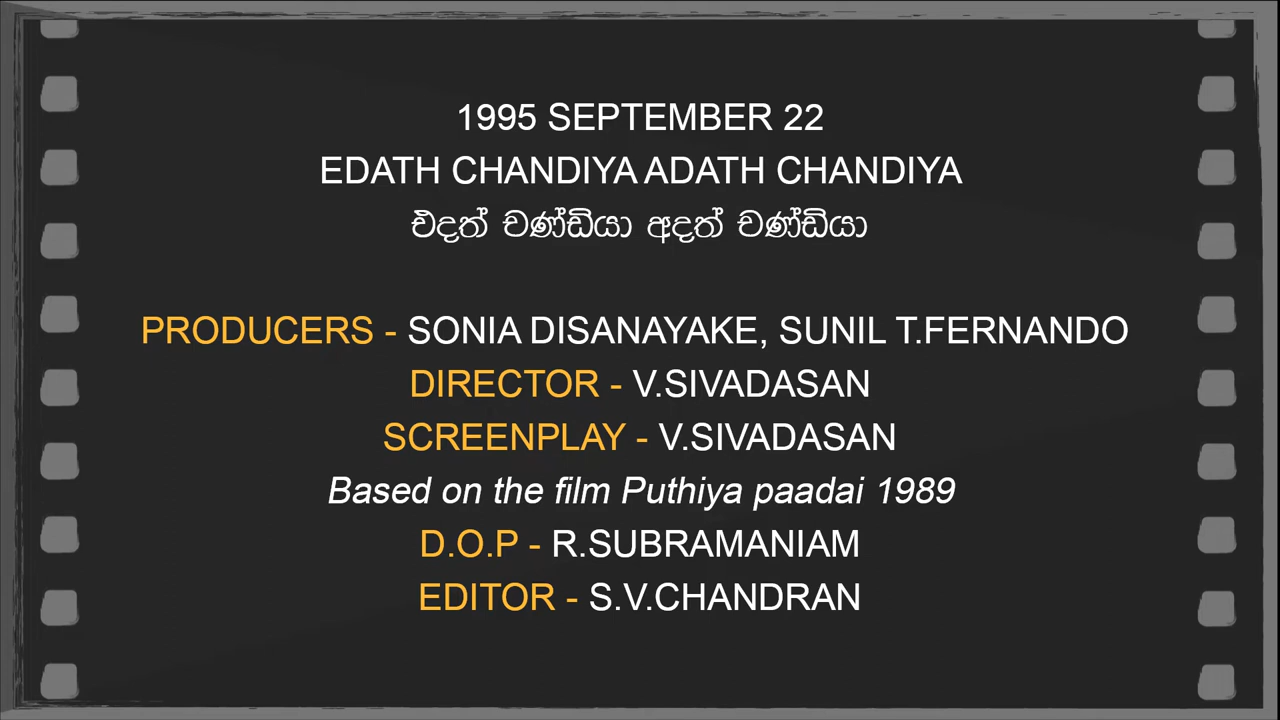 1995 SEPTEMBER 22
EDATH CHANDIYA ADATH CHANDIYA
එදත් චණ්ඩියා අදත් චණ්ඩියා
PRODUCERS - SONIA DISANAYAKE, SUNIL T.FERNANDO
DIRECTOR - V.SIVADASAN
SCREENPLAY - V.SIVADASAN
Based on the film Puthiya paadai 1989
D.O.P - R.SUBRAMANIAM
EDITOR - S.V.CHANDRAN